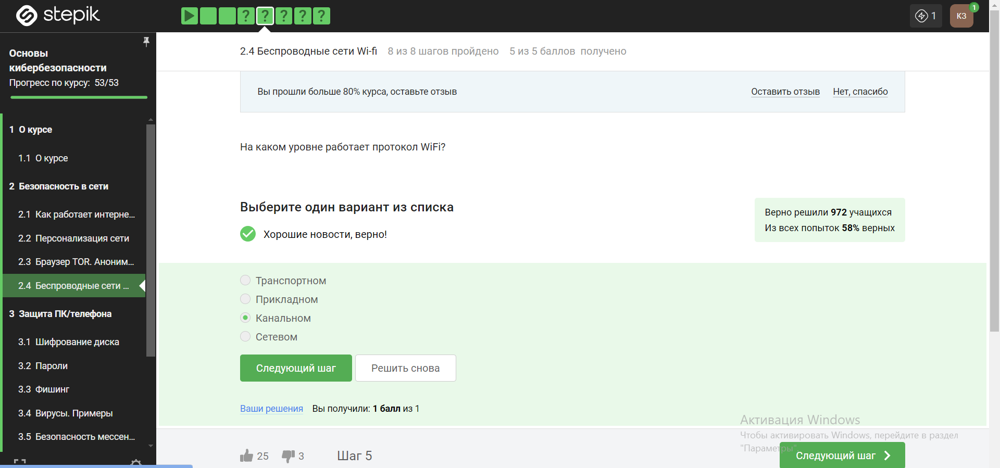 stepik
? ? ? ? ?
1
КЗ
1
Основы
кибербезопасности
Прогресс по курсу: 53/53
1 О курсе
1.1 О курсе
2 Безопасность в сети
2.1 Как работает интерне...
2.2 Персонализация сети
2.3 Браузер TOR. Аноним...
2.4 Беспроводные сети ...
3 Защита ПК/телефона
3.1 Шифрование диска
3.2 Пароли
3.3 Фишинг
3.4 Вирусы. Примеры
3.5 Безопасность мессен...
2.4 Беспроводные сети Wi-fi 8 из 8 шагов пройдено 5 из 5 баллов получено
Вы прошли больше 80% курса, оставьте отзыв Оставить отзыв Нет, спасибо
На каком уровне работает протокол WiFi?
Выберите один вариант из списка
Хорошие новости, верно!
Верно решили 972 учащихся
Из всех попыток 58% верных
Транспортном
Прикладном
Канальном
Сетевом
Следующий шаг Решить снова
Ваши решения Вы получили: 1 балл из 1
Активация Windows
Чтобы активировать Windows, перейдите в раздел
"Параметры".
25 3 Шаг 5 Следующий шаг